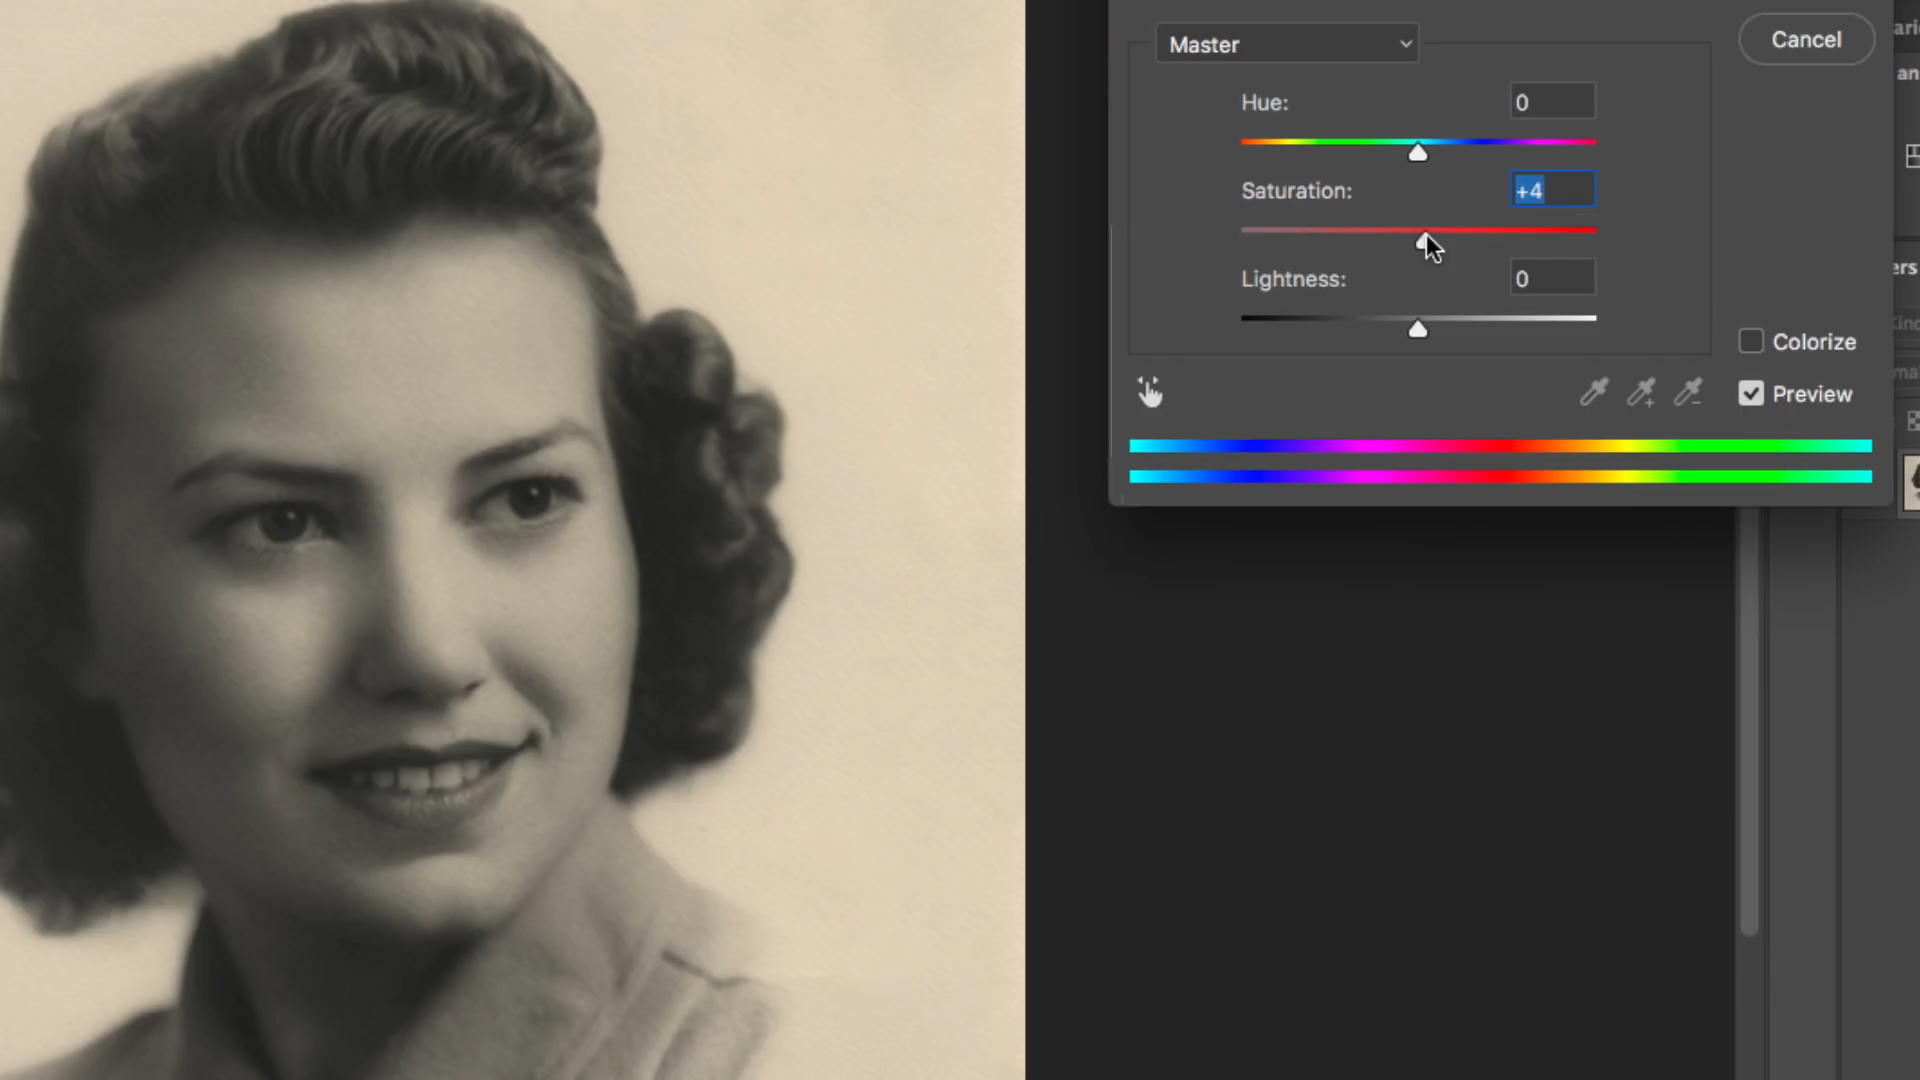 Master
Cancel
Hue:
0
Saturation:
+4
Lightness:
0
Colorize
Preview